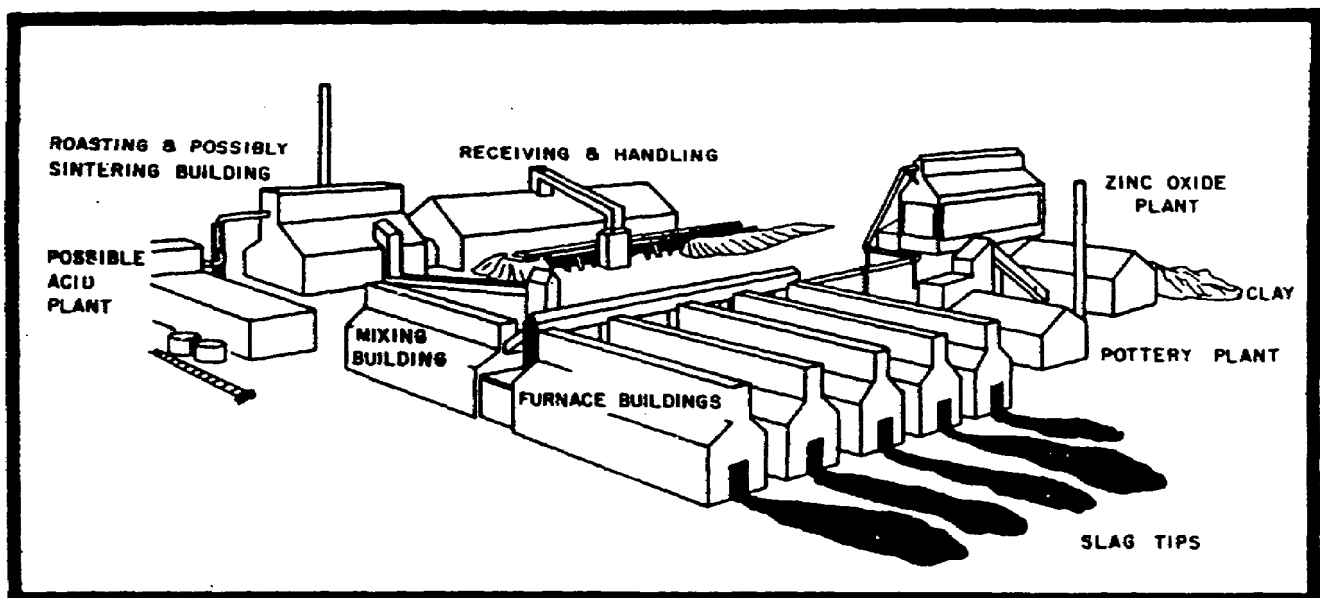 ROASTING & POSSIBLY
SINTERING BUILDING
RECEIVING & HANDLING
ZINC OXIDE
PLANT
POSSIBLE
ACID
PLANT
CLAY
MIXING
BUILDING
POTTERY PLANT
FURNACE BUILDINGS
SLAG TIPS